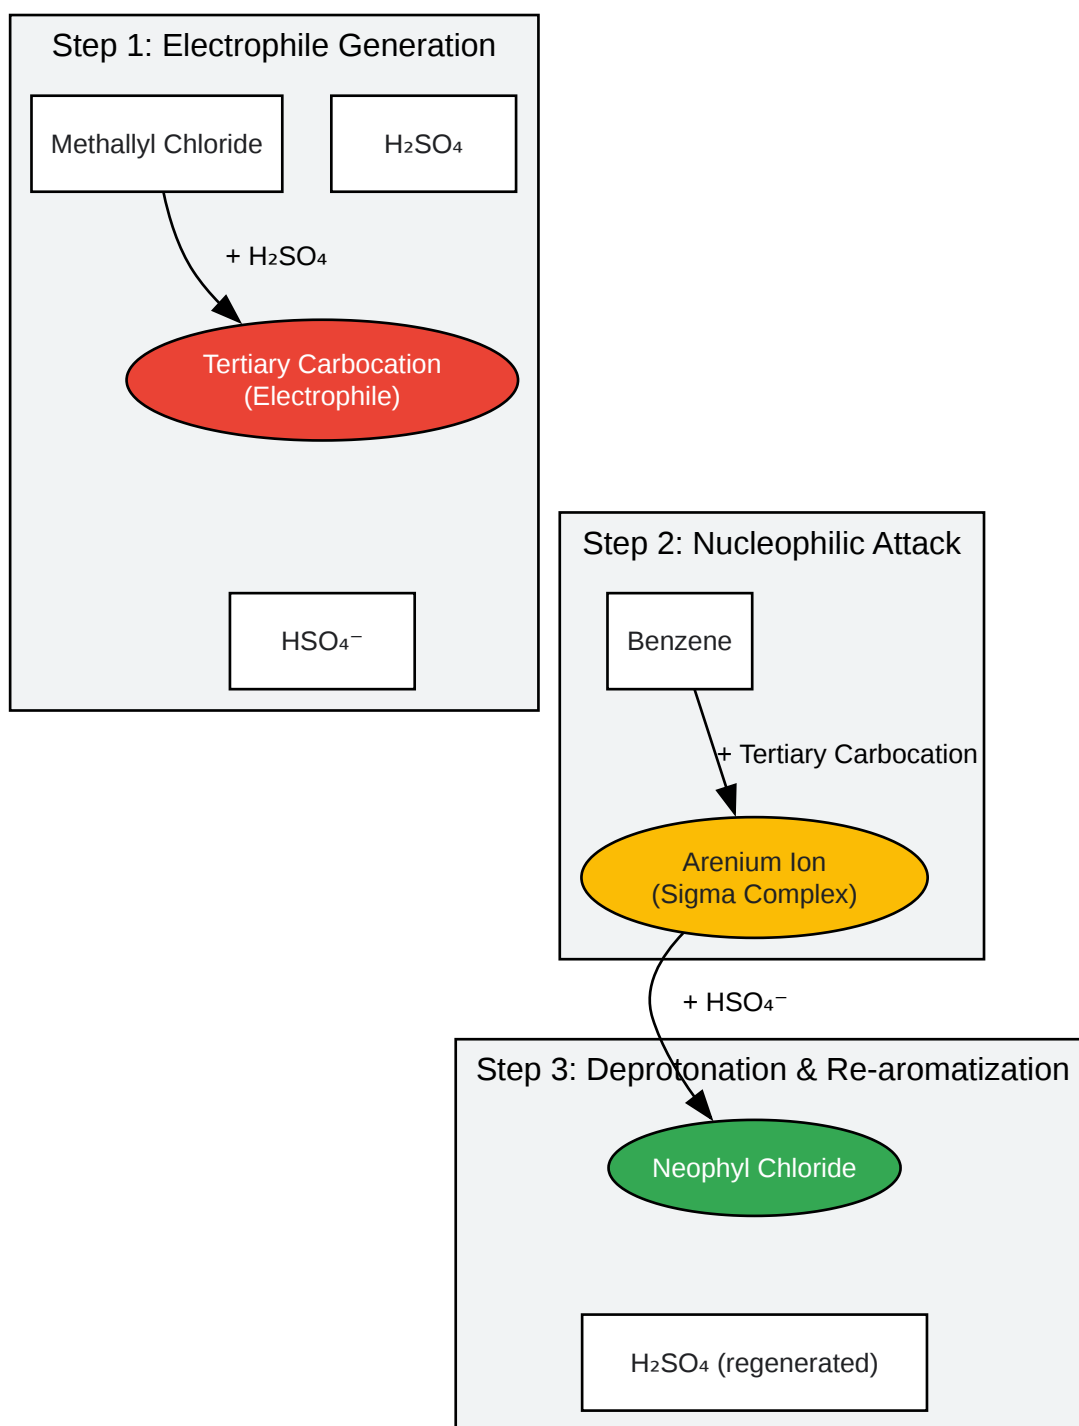 Step 1: Electrophile Generation
Methallyl Chloride
H₂SO₄
+ H₂SO₄
Tertiary Carbocation
(Electrophile)
HSO₄⁻
Step 2: Nucleophilic Attack
Benzene
+ Tertiary Carbocation
Arenium Ion
(Sigma Complex)
+ HSO₄⁻
Step 3: Deprotonation & Re-aromatization
Neophyl Chloride
H₂SO₄ (regenerated)